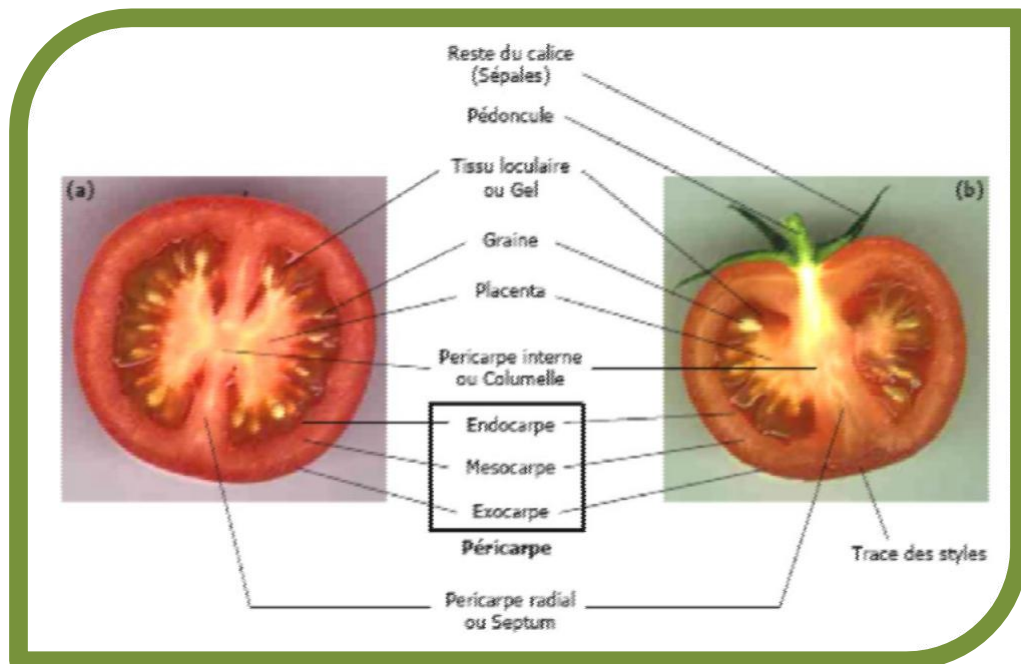 Reste du calice
(Sépales)
Pédoncule
Tissu loculaire
ou Gel
(a)
(b)
Graine
Placenta
Pericarpe interne
ou Columelle
Endocarpe
Mesocarpe
Exocarpe
Péricarpe
Trace des styles
Pericarpe radial
ou Septum